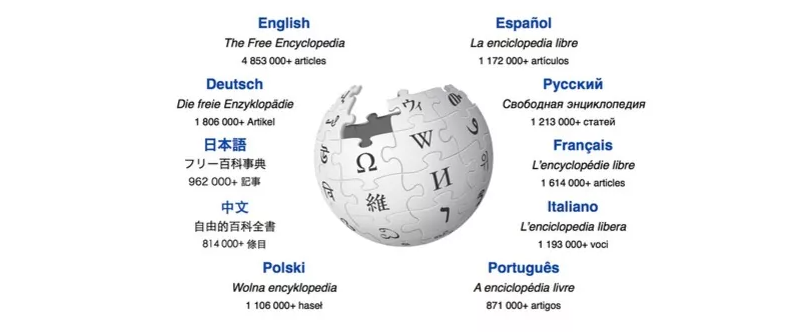 English
The Free Encyclopedia
4 853 000+ articles
Español
La enciclopedia libre
1 172 000+ artículos
Deutsch
Die freie Enzyklopädie
1 806 000+ Artikel
Русский
Свободная энциклопедия
1 213 000+ статей
日本語
フリー百科事典
962 000+ 記事
Français
L'encyclopédie libre
1 614 000+ articles
中文
自由的百科全書
814 000+ 條目
Italiano
L'enciclopedia libera
1 193 000+ voci
Polski
Wolna encyklopedia
1 106 000+ haseł
Português
A enciclopédia livre
871 000+ artigos
ウィ
Ω W
維 И